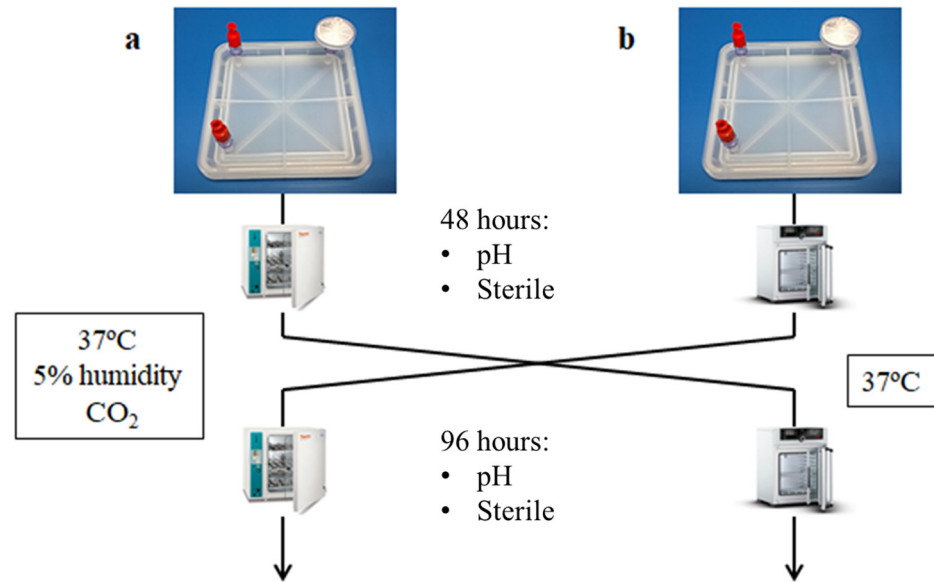 a
b
48 hours:
• pH
• Sterile
37ºC
5% humidity
CO₂
37ºC
96 hours:
• pH
• Sterile